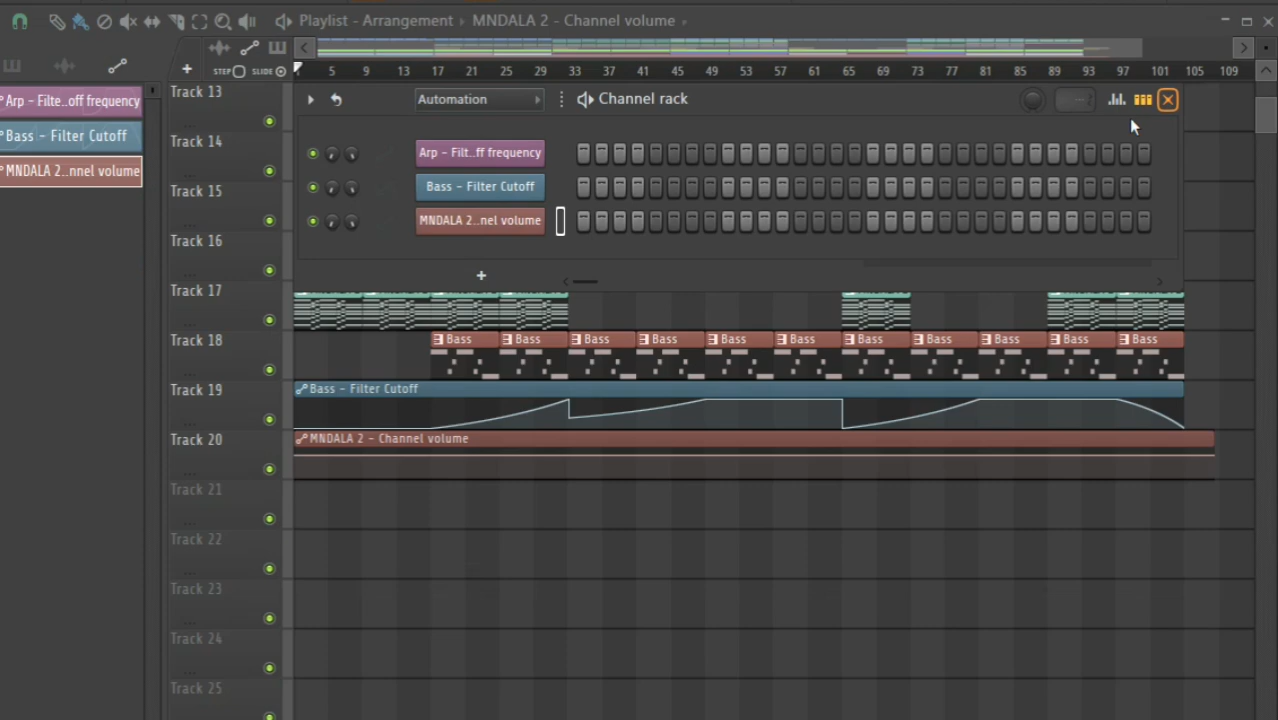 Playlist - Arrangement › MNDALA 2 - Channel volume
STEP SLIDE
5 9 13 17 21 25 29 33 37 41 45 49 53 57 61 65 69 73 77 81 85 89 93 97 101 105 109
Arp - Filte..off frequency
Bass - Filter Cutoff
MNDALA 2..nnel volume
Track 13
Track 14
Track 15
Track 16
Track 17
Track 18
Track 19
Track 20
Track 21
Track 22
Track 23
Track 24
Track 25
Automation
Channel rack
Arp - Filt..ff frequency
Bass - Filter Cutoff
MNDALA 2..nel volume
Bass Bass Bass Bass Bass Bass Bass Bass Bass Bass Bass
Bass - Filter Cutoff
MNDALA 2 - Channel volume